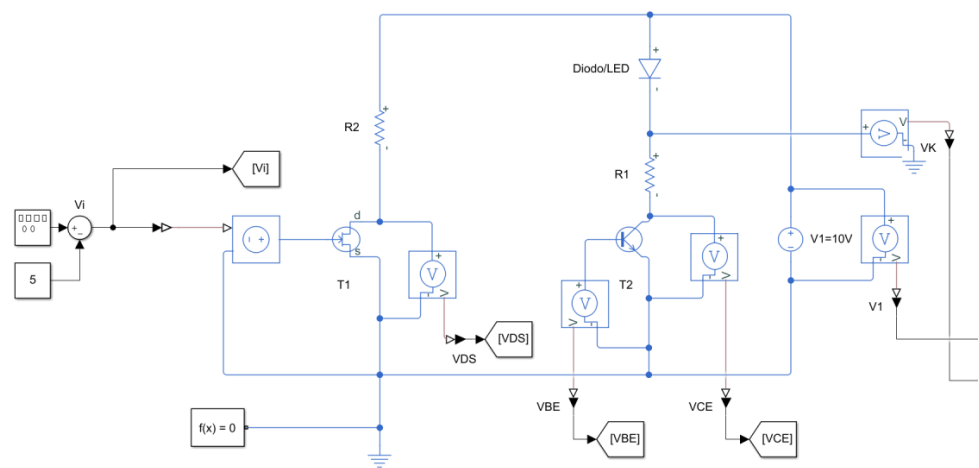 Diodo/LED
R2
V
VK
[Vi]
R1
Vi
d
s
V
V
V1=10V
V
5
T1
T2
V
V
V
V
V
V1
VDS
[VDS]
VBE
VCE
f(x) = 0
[VBE]
[VCE]